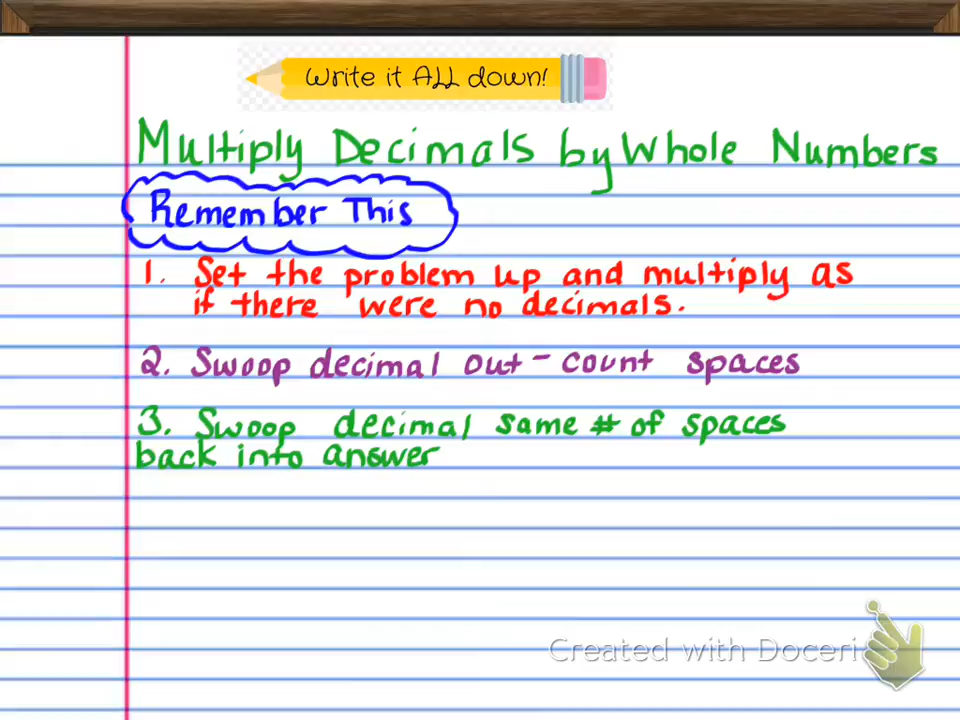 Write it ALL down!
Multiply Decimals by Whole Numbers
Remember This
1. Set the problem up and multiply as
if there were no decimals.
2. Swoop decimal out - count spaces
3. Swoop decimal same # of spaces
back into answer
Created with Doceri